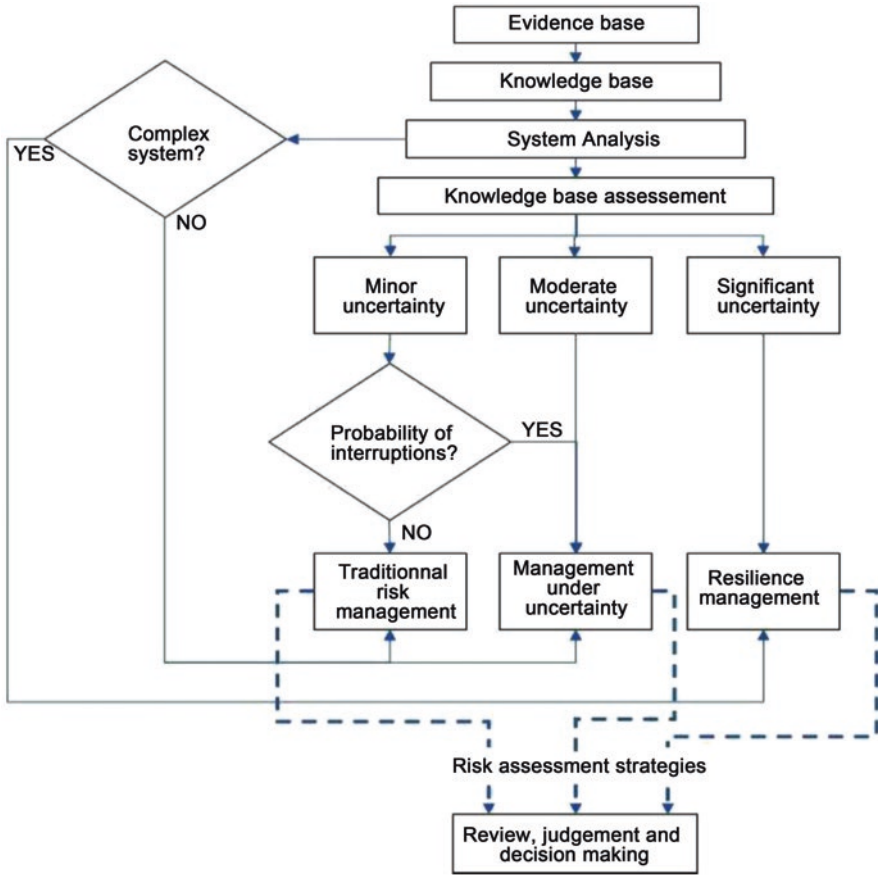 Evidence base
Knowledge base
Complex
system?
YES
System Analysis
NO
Knowledge base assessement
Minor
uncertainty
Moderate
uncertainty
Significant
uncertainty
Probability of
interruptions?
YES
NO
Traditionnal
risk
management
Management
under
uncertainty
Resilience
management
Risk assessment strategies
Review, judgement and
decision making